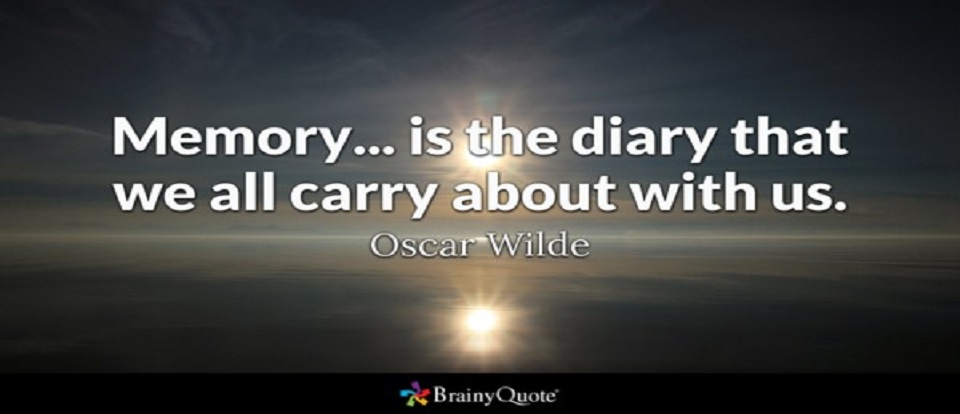 Memory... is the diary that
we all carry about with us.
Oscar Wilde
BrainyQuote®